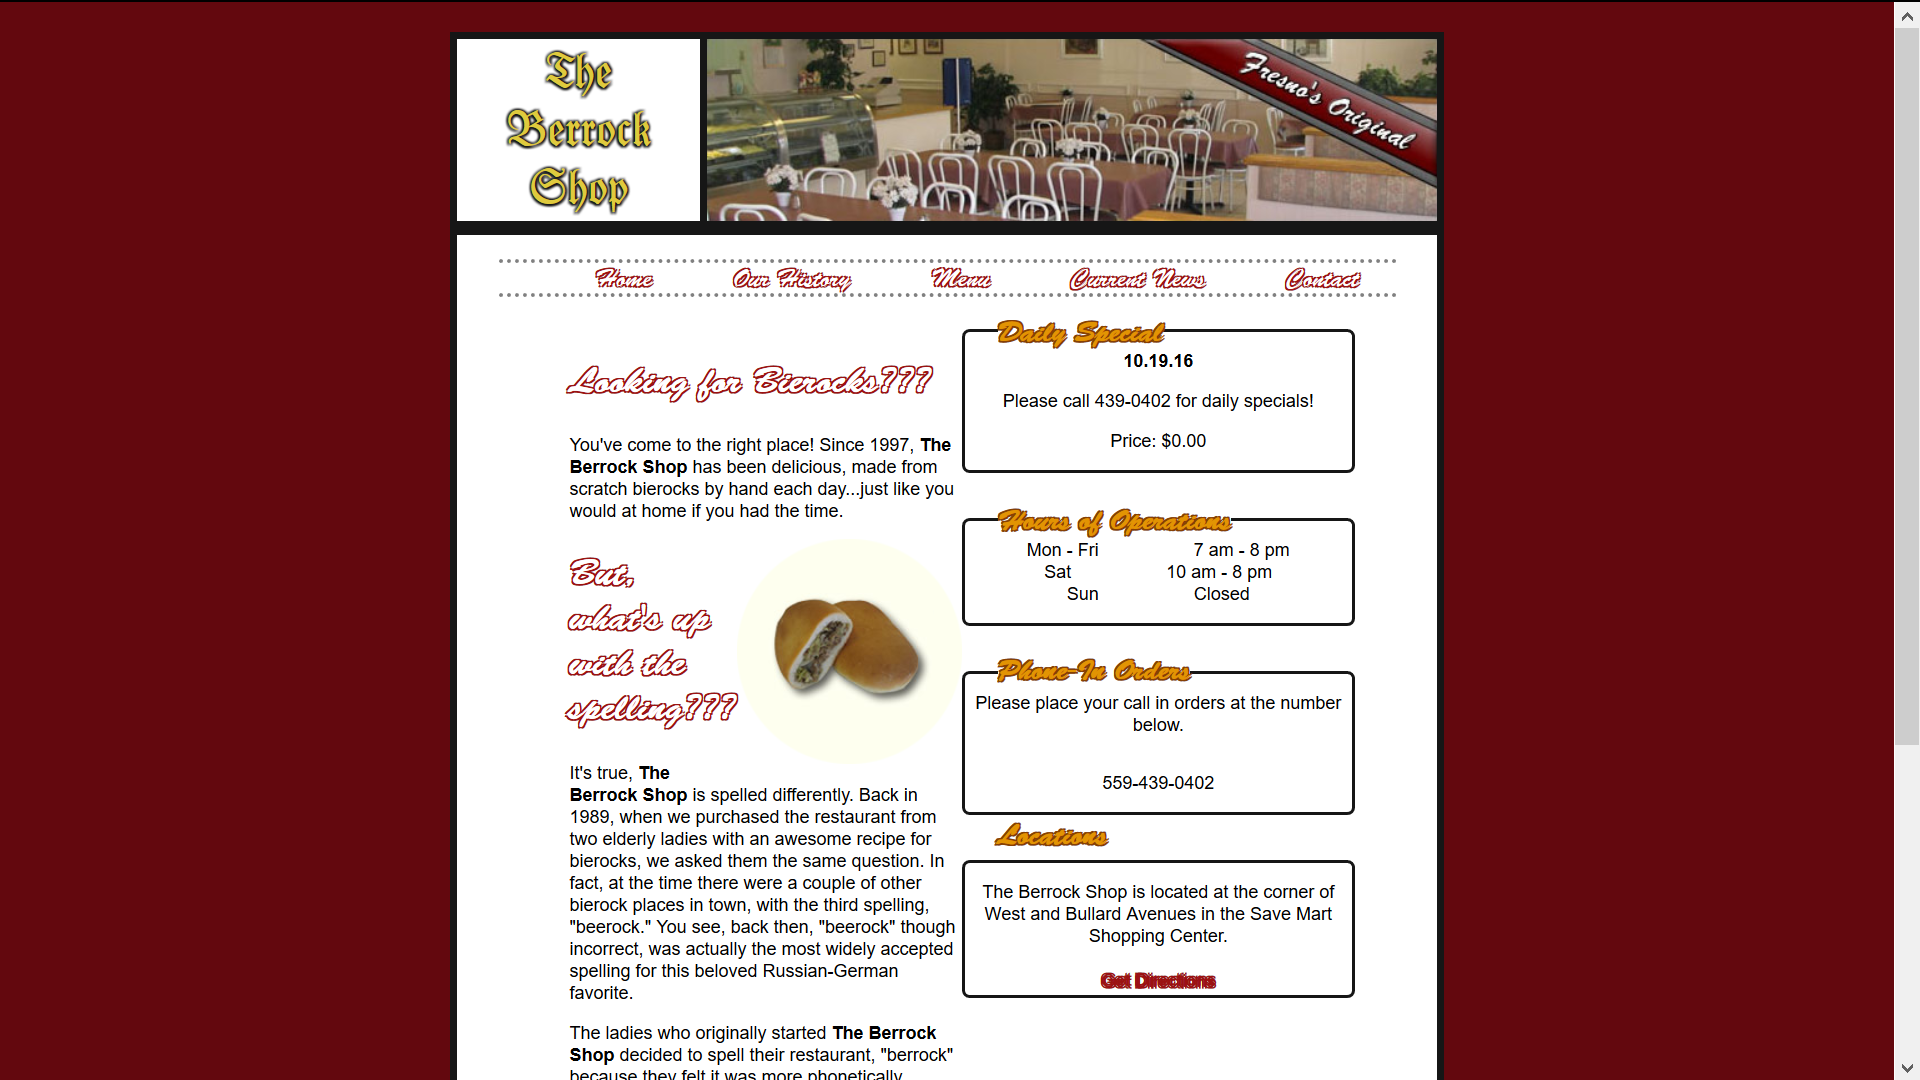 The
Berrock
Shop
Fresno's Original
Home
Our History
Menu
Current News
Contact
Looking for Bierocks???
You've come to the right place! Since 1997, The
Berrock Shop has been delicious, made from
scratch bierocks by hand each day...just like you
would at home if you had the time.
But,
what's up
with the
spelling???
It's true, The
Berrock Shop is spelled differently. Back in
1989, when we purchased the restaurant from
two elderly ladies with an awesome recipe for
bierocks, we asked them the same question. In
fact, at the time there were a couple of other
bierock places in town, with the third spelling,
"beerock." You see, back then, "beerock" though
incorrect, was actually the most widely accepted
spelling for this beloved Russian-German
favorite.
The ladies who originally started The Berrock
Shop decided to spell their restaurant, "berrock"
because they felt it was more phonetically
Daily Special
10.19.16
Please call 439-0402 for daily specials!
Price: $0.00
Hours of Operations
Mon - Fri 7 am - 8 pm
Sat 10 am - 8 pm
Sun Closed
Phone-In Orders
Please place your call in orders at the number
below.
559-439-0402
Locations
The Berrock Shop is located at the corner of
West and Bullard Avenues in the Save Mart
Shopping Center.
Get Directions